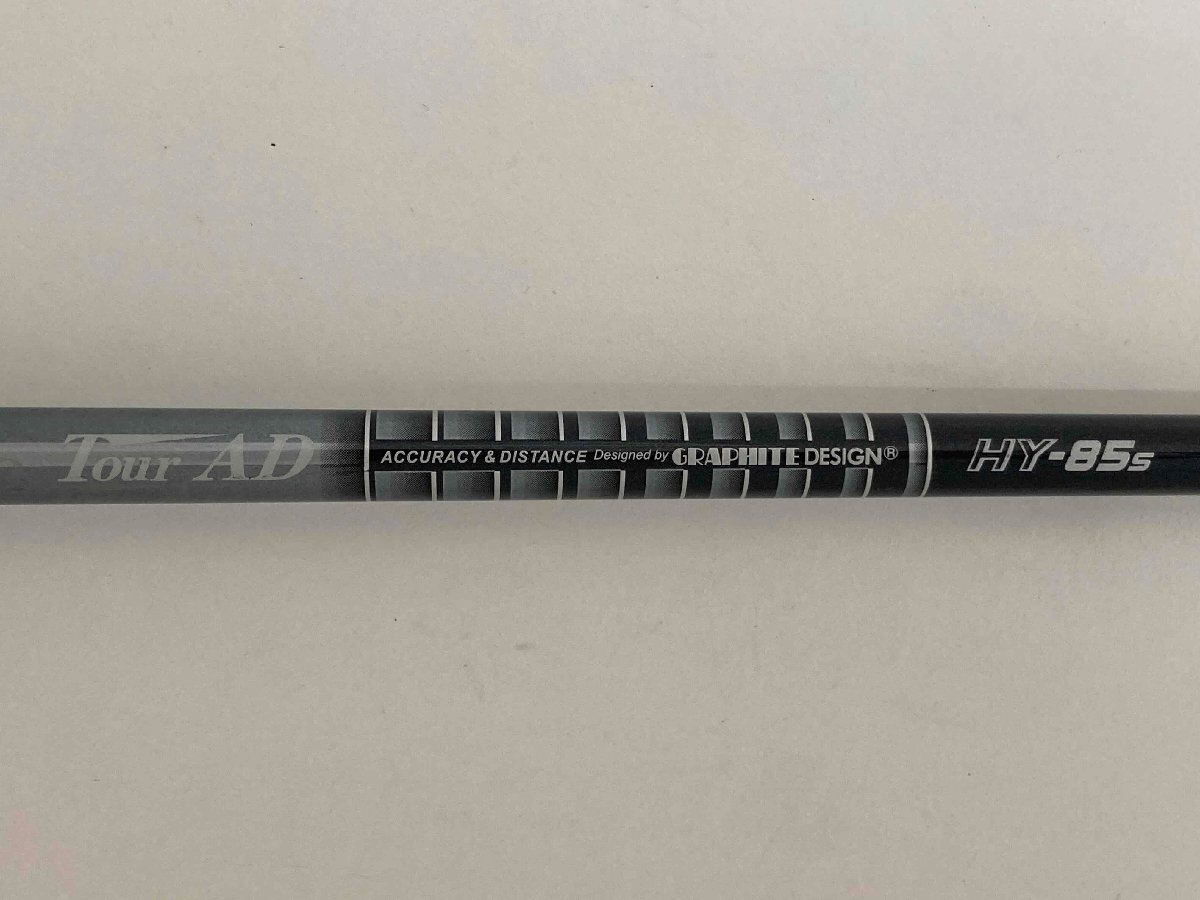 Tour AD ACCURACY & DISTANCE Designed by GRAPHITE DESIGN® HY-85s